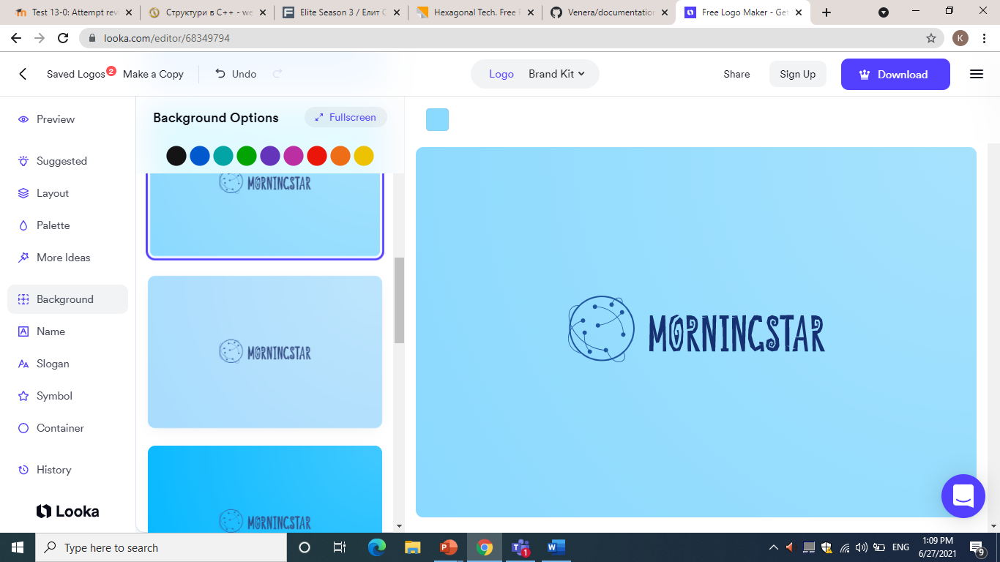 Test 13-0: Attempt rev
Структури в C++ - we
Elite Season 3 / Елит С
Hexagonal Tech. Free F
Venera/documentation
Free Logo Maker - Get
looka.com/editor/68349794
K
Saved Logos 2
Make a Copy
Undo
Logo
Brand Kit
Share
Sign Up
Download
Preview
Suggested
Layout
Palette
More Ideas
Background
Name
Slogan
Symbol
Container
History
Looka
Background Options
Fullscreen
MORNINGSTAR
MORNINGSTAR
MORNINGSTAR
MORNINGSTAR
Type here to search
1
ENG
1:09 PM
6/27/2021
9